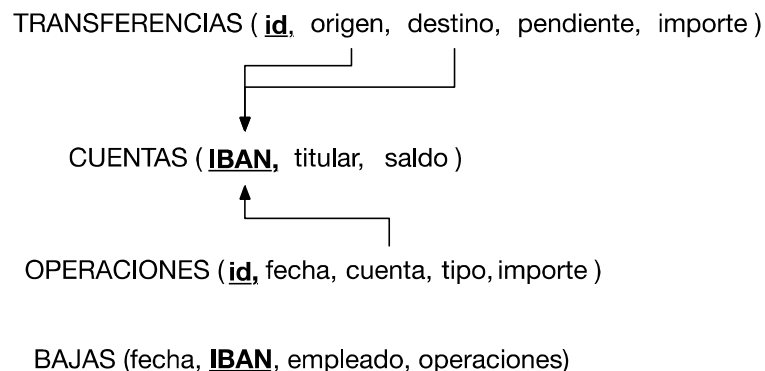 TRANSFERENCIAS ( id, origen, destino, pendiente, importe )
CUENTAS ( IBAN, titular, saldo )
OPERACIONES ( id, fecha, cuenta, tipo, importe )
BAJAS (fecha, IBAN, empleado, operaciones)